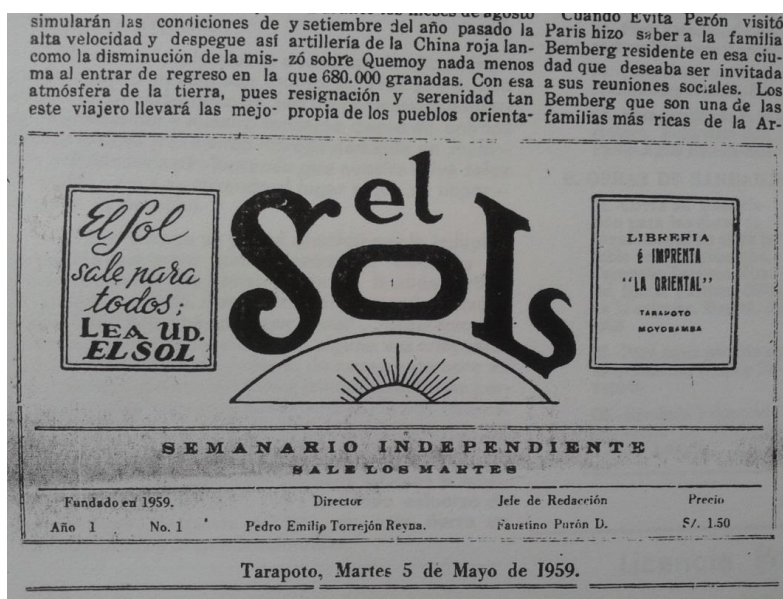 simularán las condiciones de
alta velocidad y despegue así
como la disminución de la mis-
ma al entrar de regreso en la
atmósfera de la tierra, pues
este viajero llevará las mejo-
y setiembre del año pasado la
artillería de la China roja lan-
zó sobre Quemoy nada menos
que 680.000 granadas. Con esa
resignación y serenidad tan
propia de los pueblos orienta-
Cuando Evita Perón visitó
Paris hizo saber a la familia
Bemberg residente en esa ciu-
dad que deseaba ser invitada
a sus reuniones sociales. Los
Bemberg que son una de las
familias más ricas de la Ar-
El Sol
sale para
todos;
LEA UD.
EL SOL
el
SOL
LIBRERIA
é IMPRENTA
"LA ORIENTAL"
TARAPOTO
MOYOBAMBA
SEMANARIO INDEPENDIENTE
SALE LOS MARTES
Fundado en 1959.
Año 1 No. 1
Director
Pedro Emilio Torrejón Reyna.
Jefe de Redacción
Faustino Purón D.
Precio
S/. 1.50
Tarapoto, Martes 5 de Mayo de 1959.